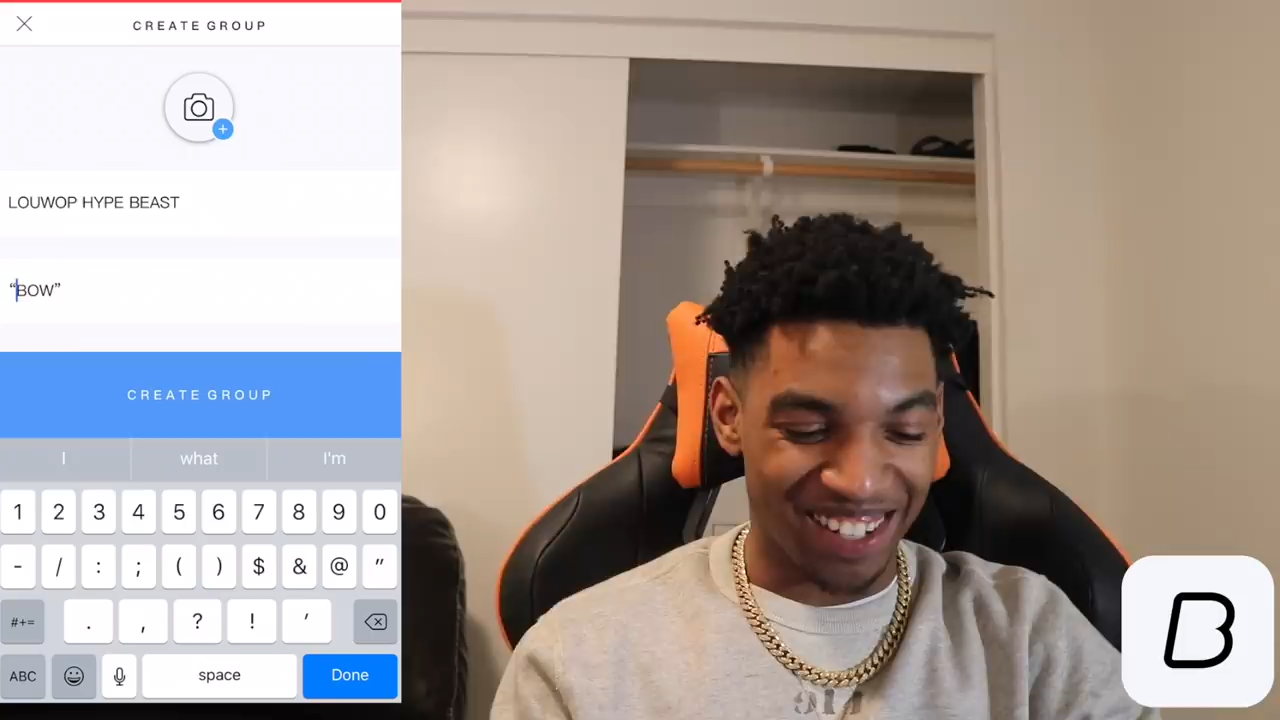 CREATE GROUP
LOUWOP HYPE BEAST
“BOW”
CREATE GROUP
I what I'm
1 2 3 4 5 6 7 8 9 0
- / : ; ( ) $ & @ "
#+= . , ? ! ’
ABC space Done
B